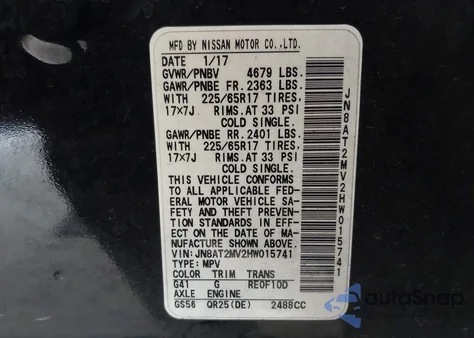 MFD BY NISSAN MOTOR CO.,LTD.
DATE 1/17
GVWR/PNBV 4679 LBS.
GAWR/PNBE FR. 2363 LBS.
WITH 225/65R17 TIRES,
17×7J RIMS, AT 33 PSI
COLD SINGLE.
GAWR/PNBE RR. 2401 LBS.
WITH 225/65R17 TIRES,
17×7J RIMS, AT 33 PSI
COLD SINGLE.
THIS VEHICLE CONFORMS TO
ALL APPLICABLE FED-
ERAL MOTOR VEHICLE SA-
FETY AND THEFT PREVEN-
TION STANDARDS IN EFF-
ECT ON THE DATE OF MA-
NUFACTURE SHOWN ABOVE.
VIN:JN8AT2MV2HW015741
TYPE: MPV
COLOR TRIM TRANS
G41 G RE0F10D
AXLE ENGINE
GS56 QR25(DE) 2488CC
JN8AT2MV2HW015741
autoSnap